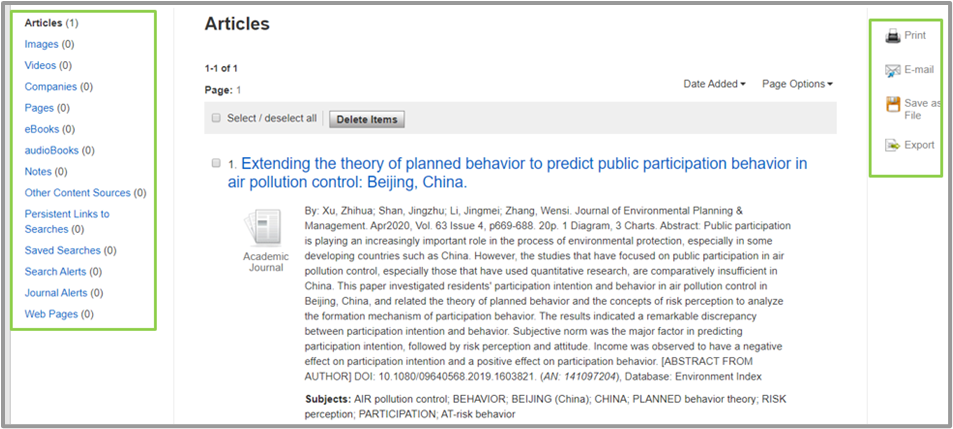 Articles (1)
Images (0)
Videos (0)
Companies (0)
Pages (0)
eBooks (0)
audioBooks (0)
Notes (0)
Other Content Sources (0)
Persistent Links to
Searches (0)
Saved Searches (0)
Search Alerts (0)
Journal Alerts (0)
Web Pages (0)
Articles
1-1 of 1
Page: 1
Date Added Page Options
Select / deselect all Delete Items
1. Extending the theory of planned behavior to predict public participation behavior in
air pollution control: Beijing, China.
Academic
Journal
By: Xu, Zhihua; Shan, Jingzhu; Li, Jingmei; Zhang, Wensi. Journal of Environmental Planning &
Management. Apr2020, Vol. 63 Issue 4, p669-688. 20p. 1 Diagram, 3 Charts. Abstract: Public participation
is playing an increasingly important role in the process of environmental protection, especially in some
developing countries such as China. However, the studies that have focused on public participation in air
pollution control, especially those that have used quantitative research, are comparatively insufficient in
China. This paper investigated residents' participation intention and behavior in air pollution control in
Beijing, China, and related the theory of planned behavior and the concepts of risk perception to analyze
the formation mechanism of participation behavior. The results indicated a remarkable discrepancy
between participation intention and behavior. Subjective norm was the major factor in predicting
participation intention, followed by risk perception and attitude. Income was observed to have a negative
effect on participation intention and a positive effect on participation behavior. [ABSTRACT FROM
AUTHOR] DOI: 10.1080/09640568.2019.1603821. (AN: 141097204), Database: Environment Index
Subjects: AIR pollution control; BEHAVIOR; BEIJING (China); CHINA; PLANNED behavior theory; RISK
perception; PARTICIPATION; AT-risk behavior
Print
E-mail
Save as
File
Export